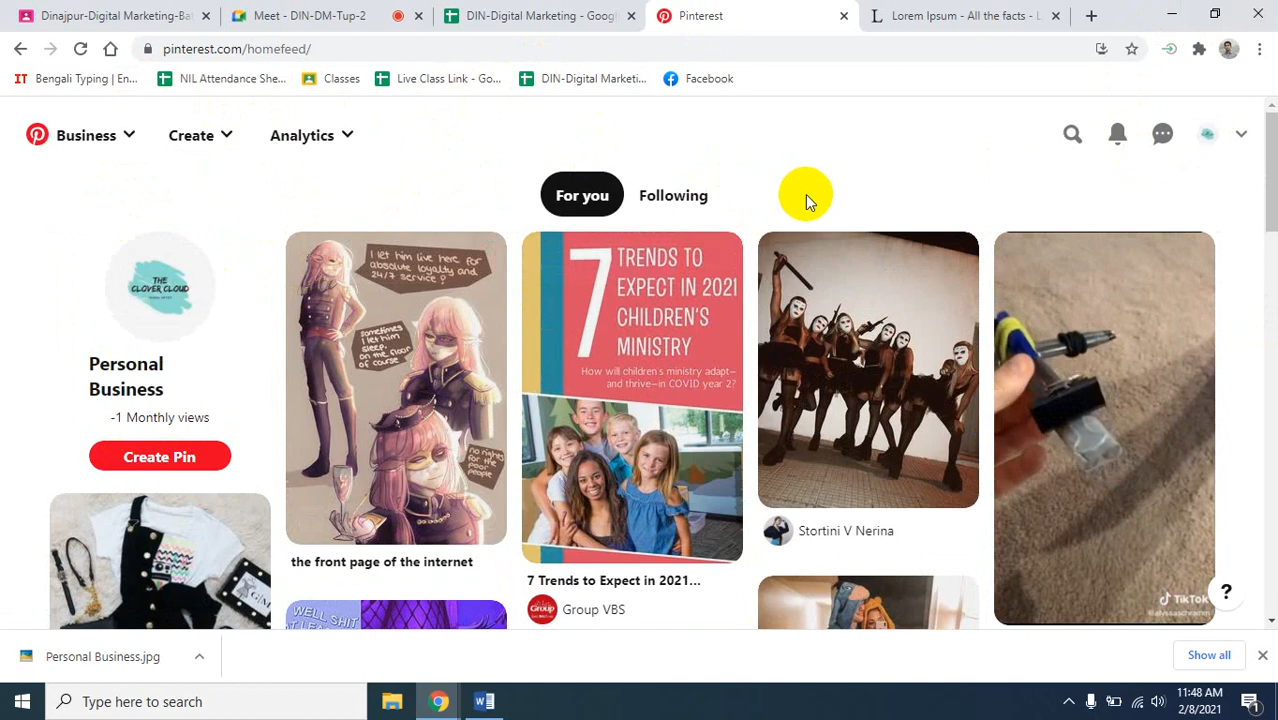 Dinajpur-Digital Marketing-Bat
Meet - DIN-DM-Tup-2
DIN-Digital Marketing - Googl
Pinterest
Lorem Ipsum - All the facts - L
pinterest.com/homefeed/
Bengali Typing | En...
NIL Attendance She...
Classes
Live Class Link - Go...
DIN-Digital Marketi...
Facebook
Business
Create
Analytics
For you
Following
THE
CLOVER CLOUD
Personal
Business
-1 Monthly views
Create Pin
I let him live here for
absolute loyalty and
24/7 service?
sometimes
I let him
sleep.
on the floor
of course
no rights
for the
poor
people
the front page of the internet
WELL SHIT
7 TRENDS TO
EXPECT IN 2021
CHILDREN'S
MINISTRY
How will children's ministry adapt—
and thrive—in COVID year 2?
7 Trends to Expect in 2021...
Group
Group VBS
Stortini V Nerina
TikTok
?
Personal Business.jpg
Show all
Type here to search
11:48 AM
2/8/2021